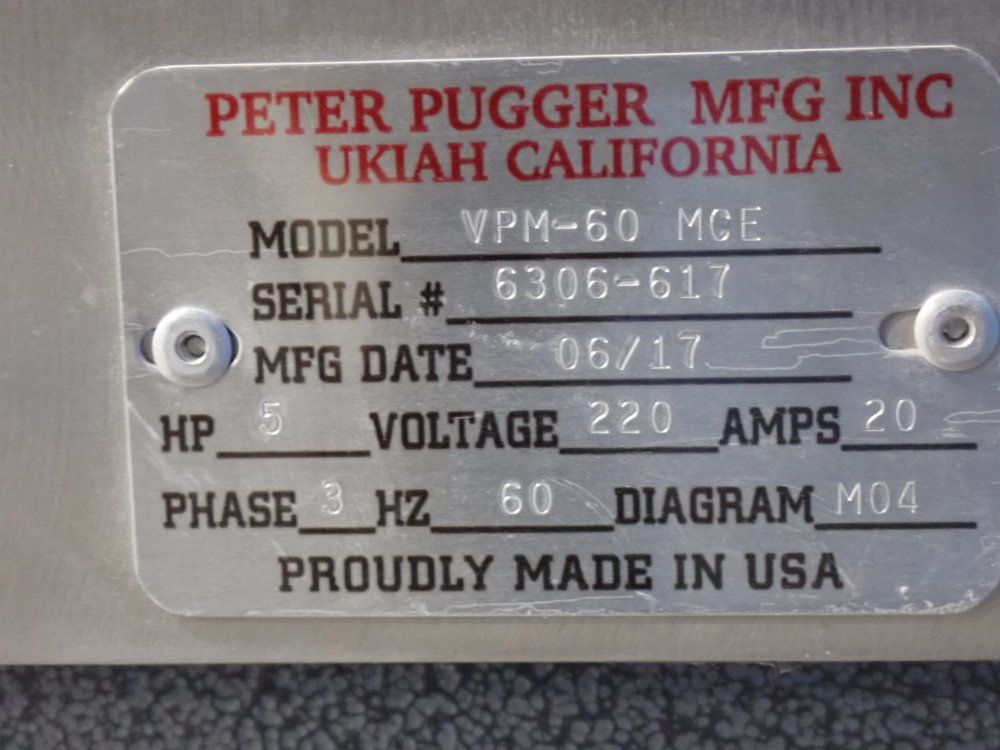 PETER PUGGER MFG INC
UKIAH CALIFORNIA
MODEL VPM-60 MCE
SERIAL # 6306-617
MFG DATE 06/17
HP 5 VOLTAGE 220 AMPS 20
PHASE 3 HZ 60 DIAGRAM M04
PROUDLY MADE IN USA